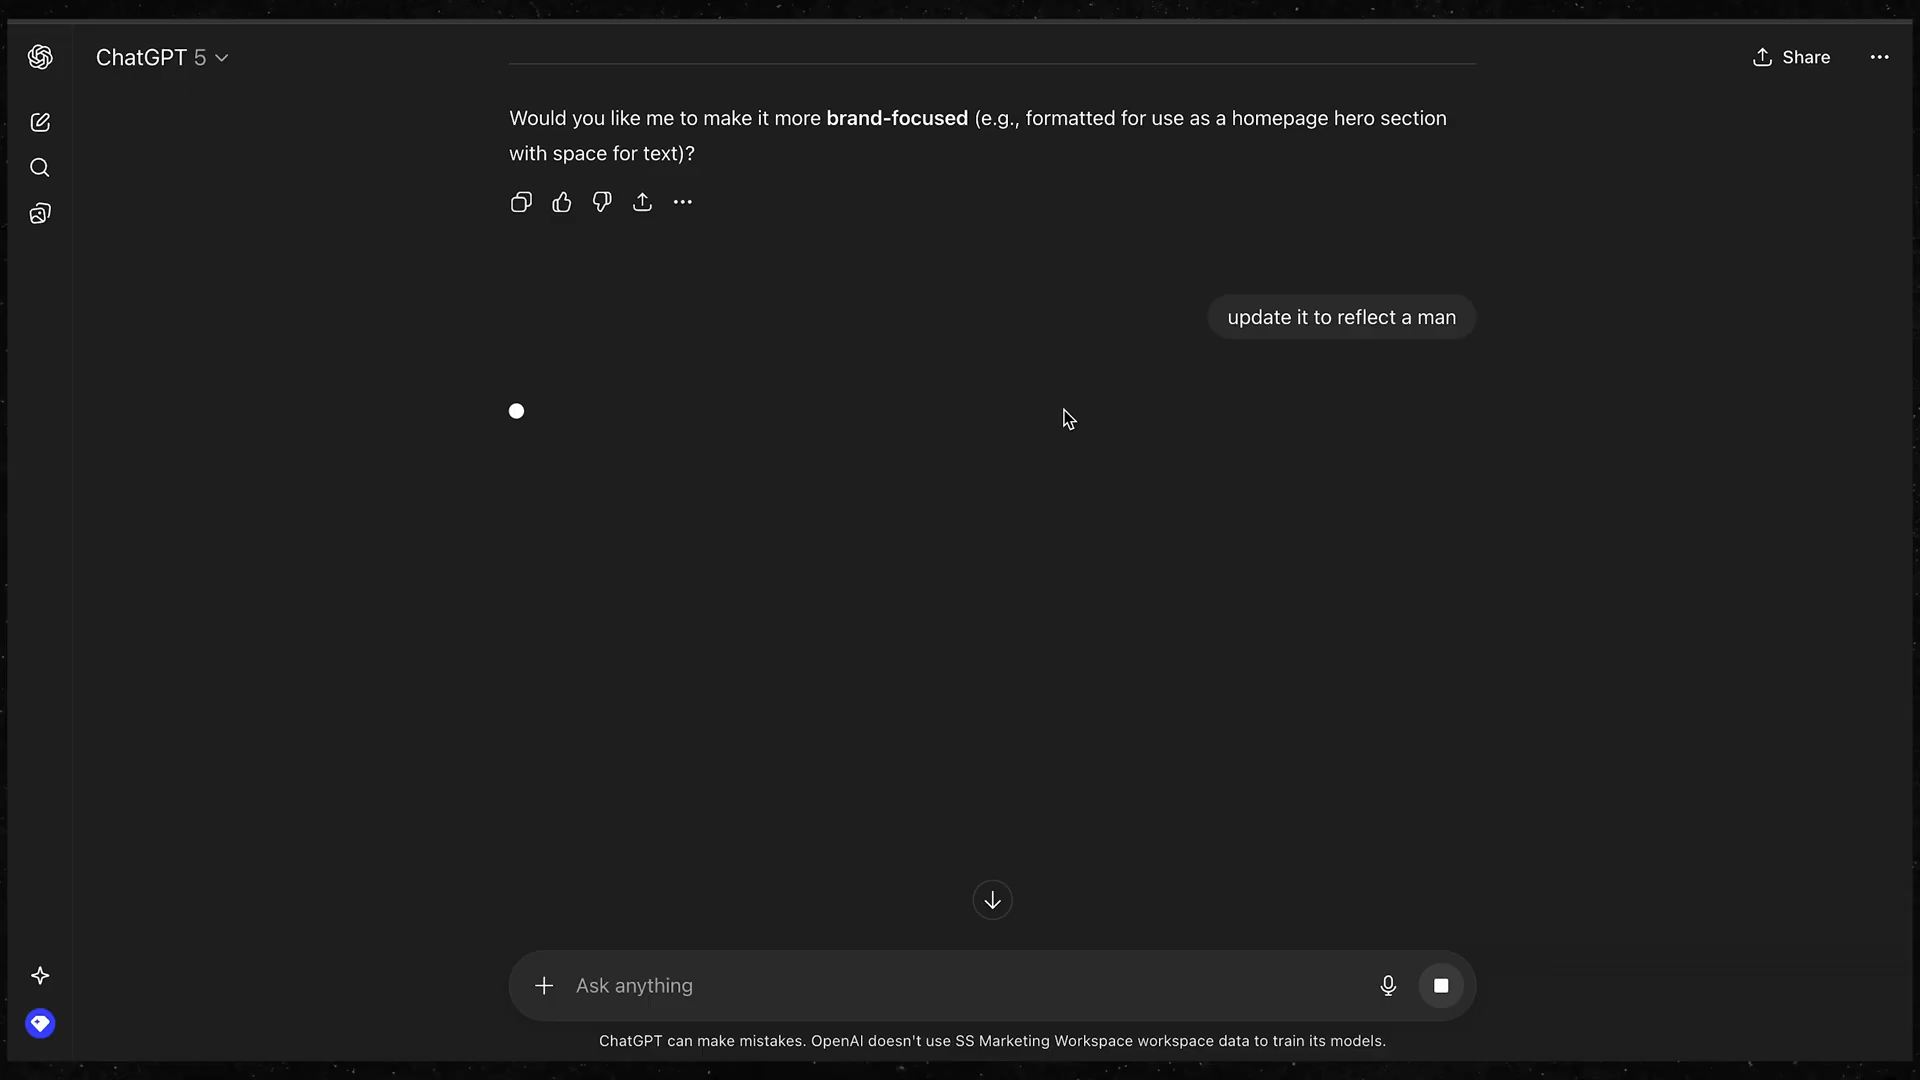 ChatGPT 5
Share
Would you like me to make it more brand-focused (e.g., formatted for use as a homepage hero section
with space for text)?
update it to reflect a man
Ask anything
ChatGPT can make mistakes. OpenAI doesn't use SS Marketing Workspace workspace data to train its models.